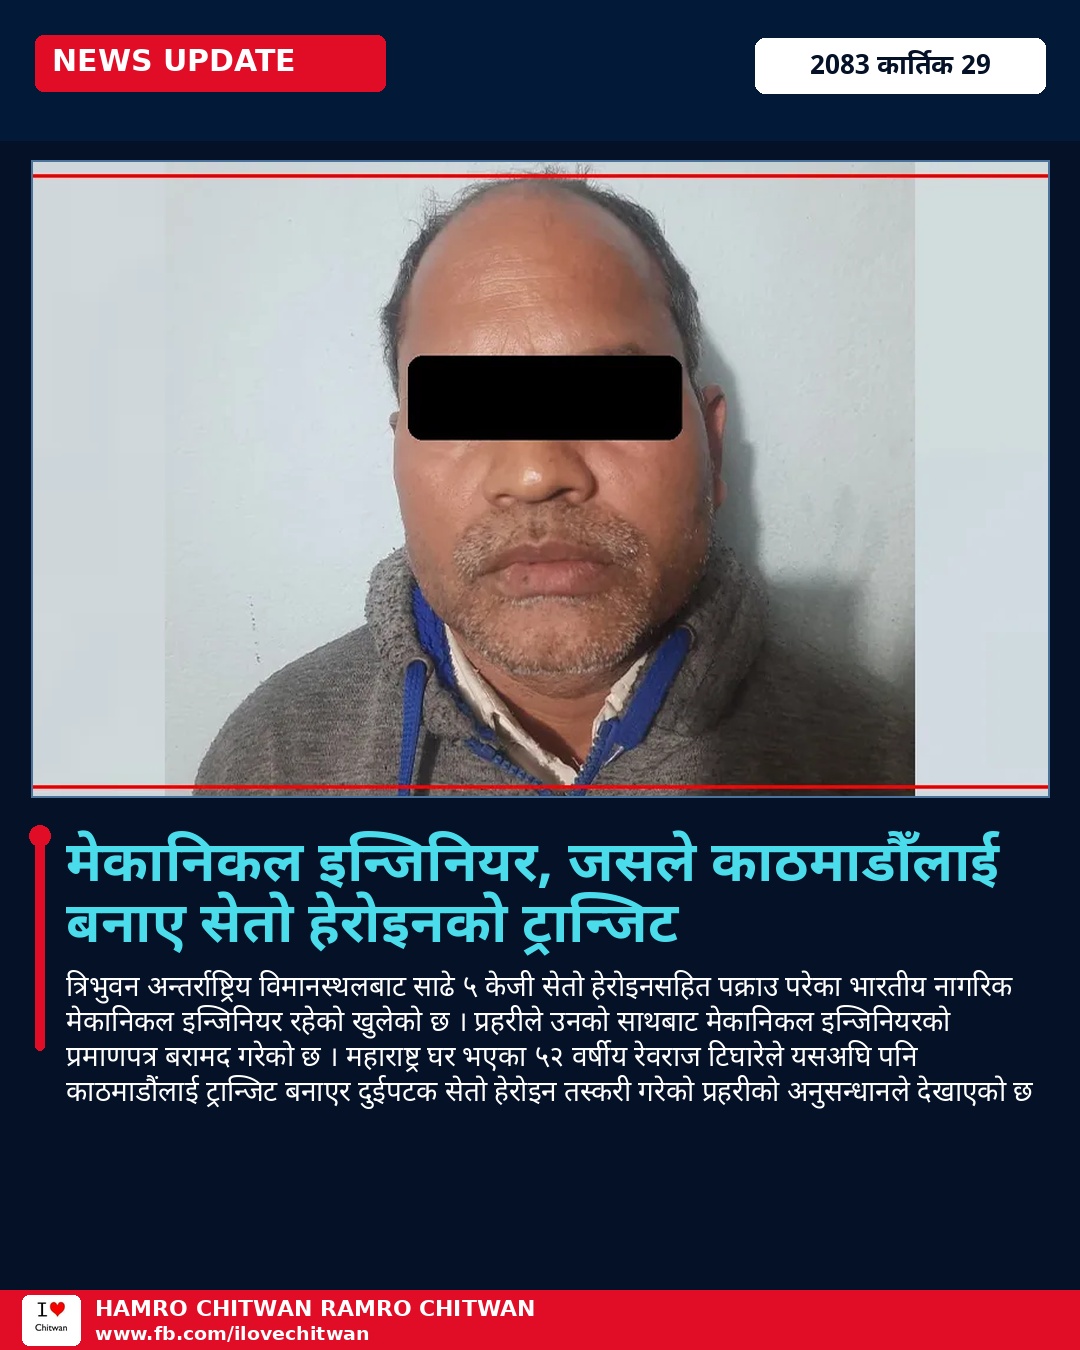 NEWS UPDATE
2083 कार्तिक 29
मेकानिकल इन्जिनियर, जसले काठमाडौँलाई
बनाए सेतो हेरोइनको ट्रान्जिट
त्रिभुवन अन्तर्राष्ट्रिय विमानस्थलबाट साढे ५ केजी सेतो हेरोइनसहित पक्राउ परेका भारतीय नागरिक
मेकानिकल इन्जिनियर रहेको खुलेको छ । प्रहरीले उनको साथबाट मेकानिकल इन्जिनियरको
प्रमाणपत्र बरामद गरेको छ । महाराष्ट्र घर भएका ५२ वर्षीय रेवराज टिघारेले यसअघि पनि
काठमाडौंलाई ट्रान्जिट बनाएर दुईपटक सेतो हेरोइन तस्करी गरेको प्रहरीको अनुसन्धानले देखाएको छ
I❤
Chitwan
HAMRO CHITWAN RAMRO CHITWAN
www.fb.com/ilovechitwan